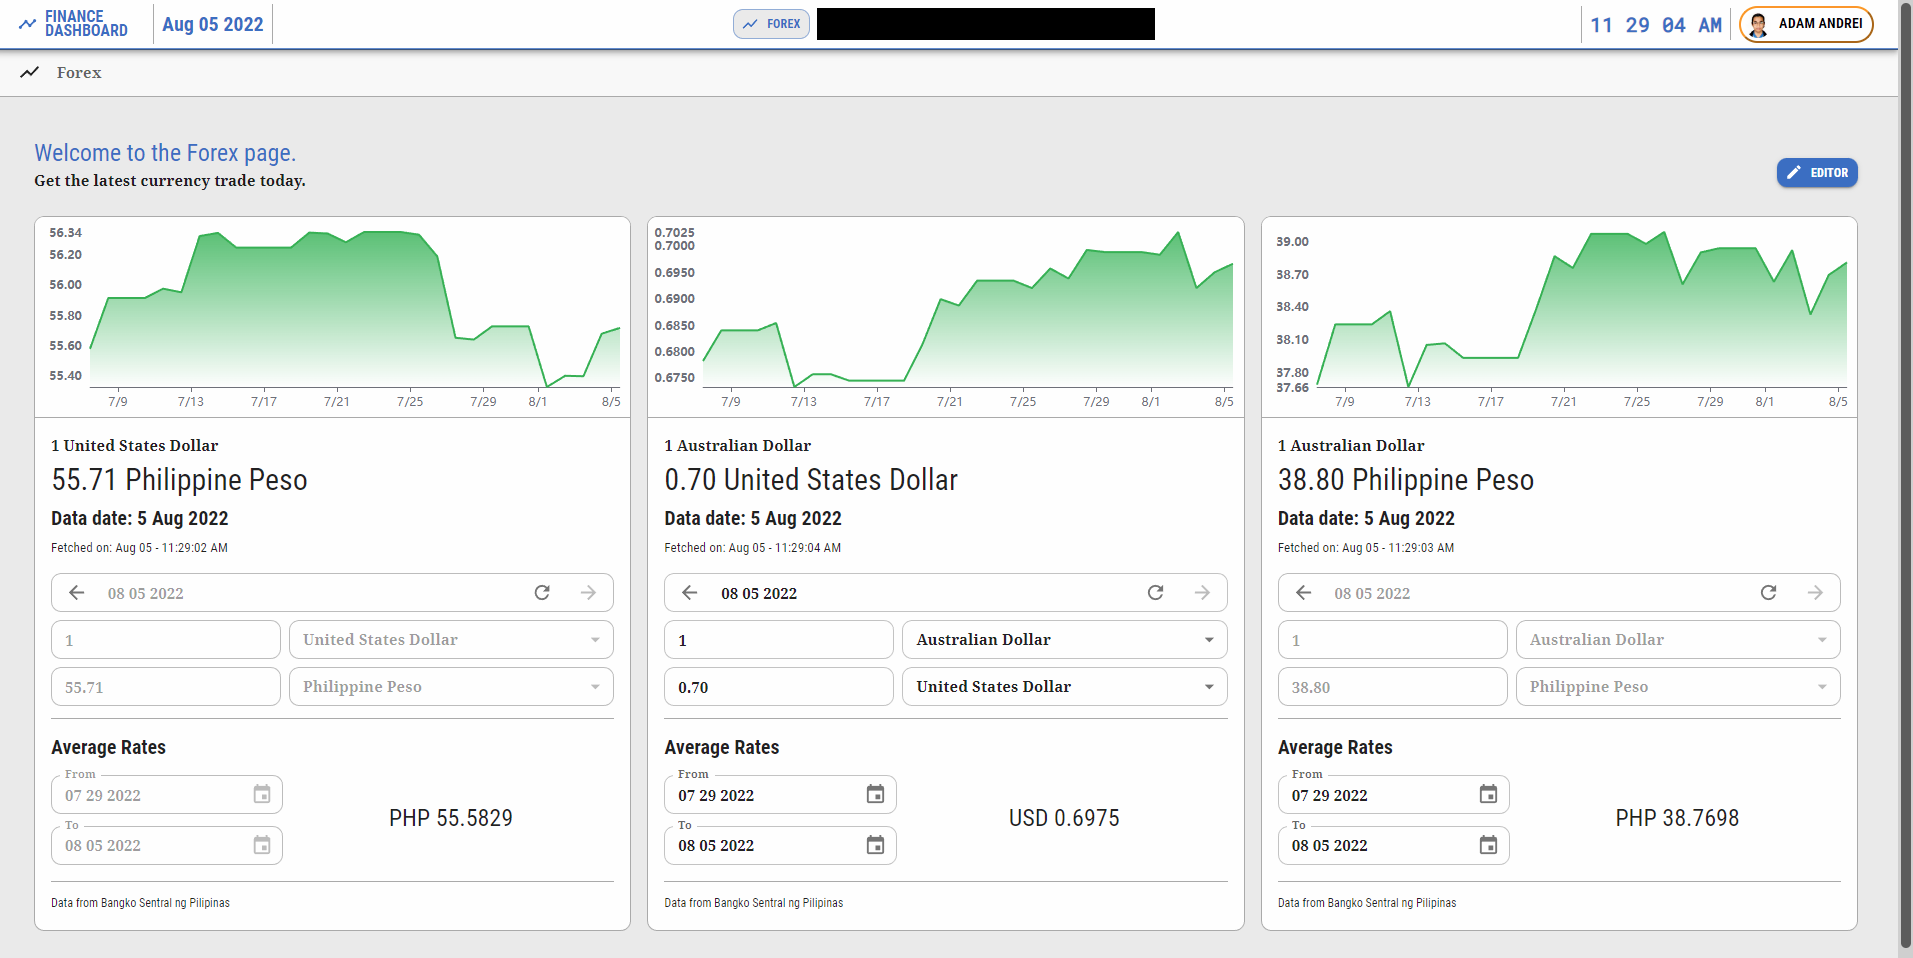 FINANCE
DASHBOARD
Aug 05 2022
FOREX
11 29 04 AM
ADAM ANDREI
Forex
Welcome to the Forex page.
Get the latest currency trade today.
EDITOR
56.34
56.20
56.00
55.80
55.60
55.40
7/9 7/13 7/17 7/21 7/25 7/29 8/1 8/5
1 United States Dollar
55.71 Philippine Peso
Data date: 5 Aug 2022
Fetched on: Aug 05 - 11:29:02 AM
08 05 2022
1 United States Dollar
55.71 Philippine Peso
Average Rates
From
07 29 2022
To
08 05 2022
PHP 55.5829
Data from Bangko Sentral ng Pilipinas
0.7025
0.7000
0.6950
0.6900
0.6850
0.6800
0.6750
7/9 7/13 7/17 7/21 7/25 7/29 8/1 8/5
1 Australian Dollar
0.70 United States Dollar
Data date: 5 Aug 2022
Fetched on: Aug 05 - 11:29:04 AM
08 05 2022
1 Australian Dollar
0.70 United States Dollar
Average Rates
From
07 29 2022
To
08 05 2022
USD 0.6975
Data from Bangko Sentral ng Pilipinas
39.00
38.70
38.40
38.10
37.80
37.66
7/9 7/13 7/17 7/21 7/25 7/29 8/1 8/5
1 Australian Dollar
38.80 Philippine Peso
Data date: 5 Aug 2022
Fetched on: Aug 05 - 11:29:03 AM
08 05 2022
1 Australian Dollar
38.80 Philippine Peso
Average Rates
From
07 29 2022
To
08 05 2022
PHP 38.7698
Data from Bangko Sentral ng Pilipinas